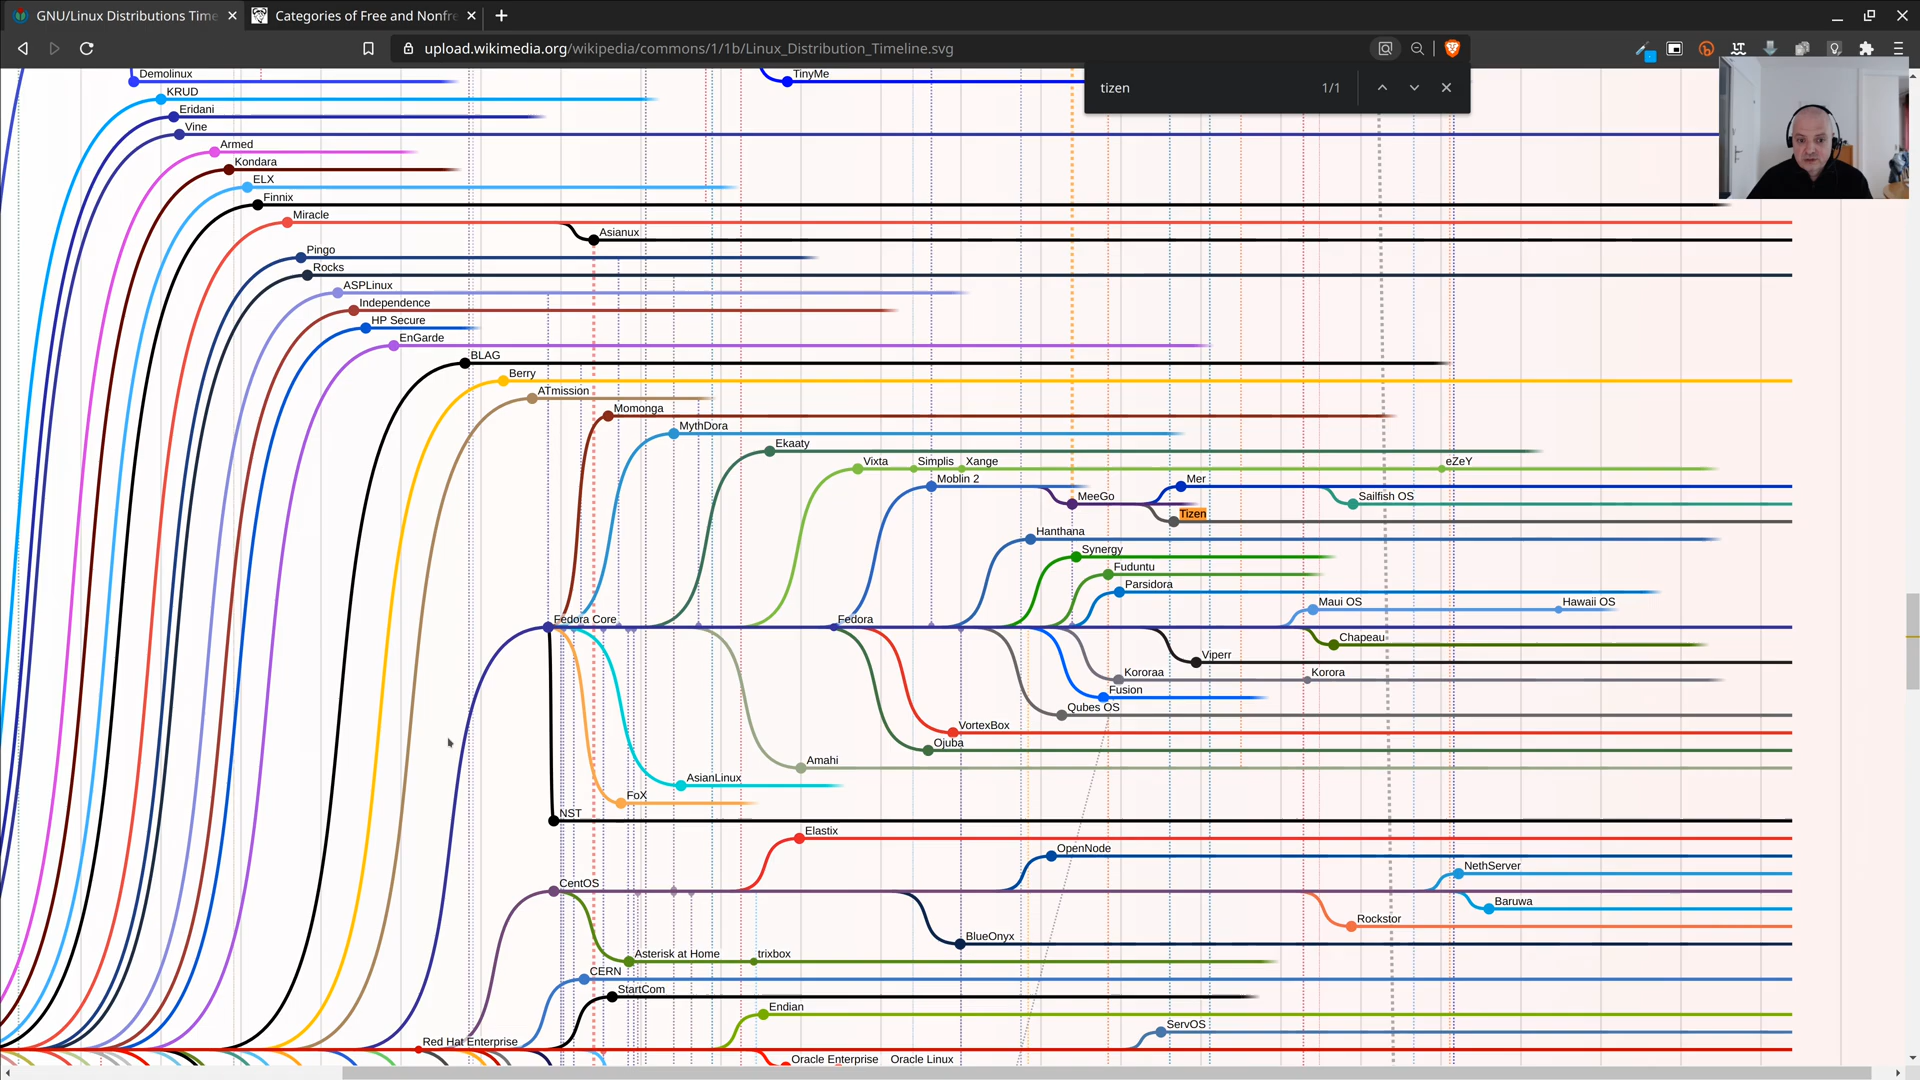 GNU/Linux Distributions Time
Categories of Free and Nonfre
upload.wikimedia.org/wikipedia/commons/1/1b/Linux_Distribution_Timeline.svg
tizen 1/1
Demolinux
TinyMe
KRUD
Eridani
Vine
Armed
Kondara
ELX
Finnix
Miracle
Asianux
Pingo
Rocks
ASPLinux
Independence
HP Secure
EnGarde
BLAG
Berry
ATmission
Momonga
MythDora
Ekaaty
Vixta Simplis Xange eZeY
Moblin 2 Mer
MeeGo Sailfish OS
Tizen
Hanthana
Synergy
Fuduntu
Parsidora
Maui OS Hawaii OS
Fedora Core Fedora
Chapeau
Viperr
Kororaa Korora
Fusion
Qubes OS
VortexBox
Ojuba
Amahi
AsianLinux
FoX
NST
Elastix
OpenNode
NethServer
CentOS
Baruwa
Rockstor
BlueOnyx
Asterisk at Home trixbox
CERN
StartCom
Endian
ServOS
Red Hat Enterprise
Oracle Enterprise Oracle Linux